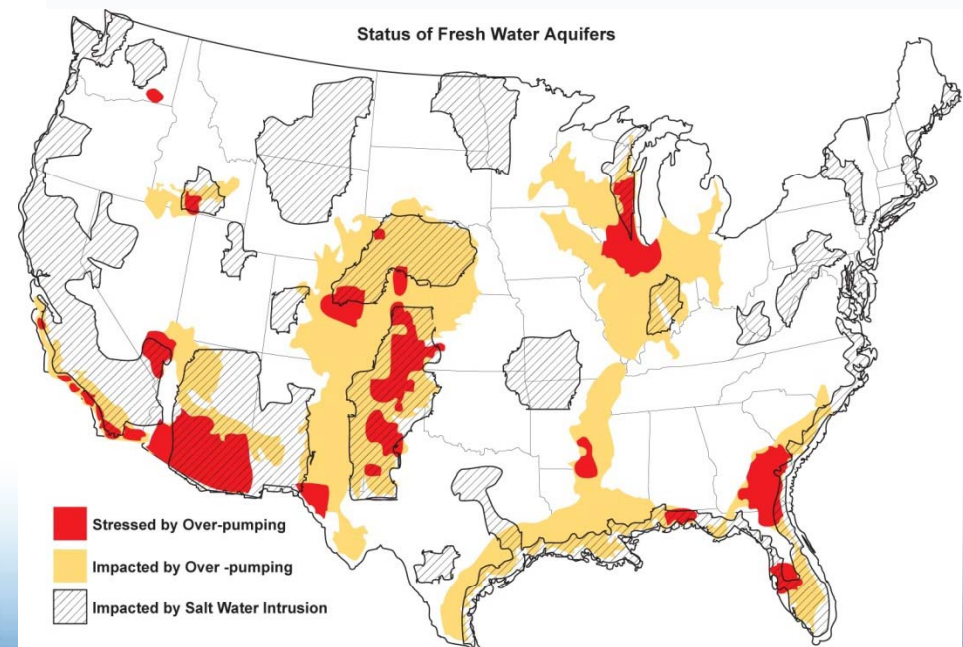 Status of Fresh Water Aquifers
Stressed by Over-pumping
Impacted by Over -pumping
Impacted by Salt Water Intrusion